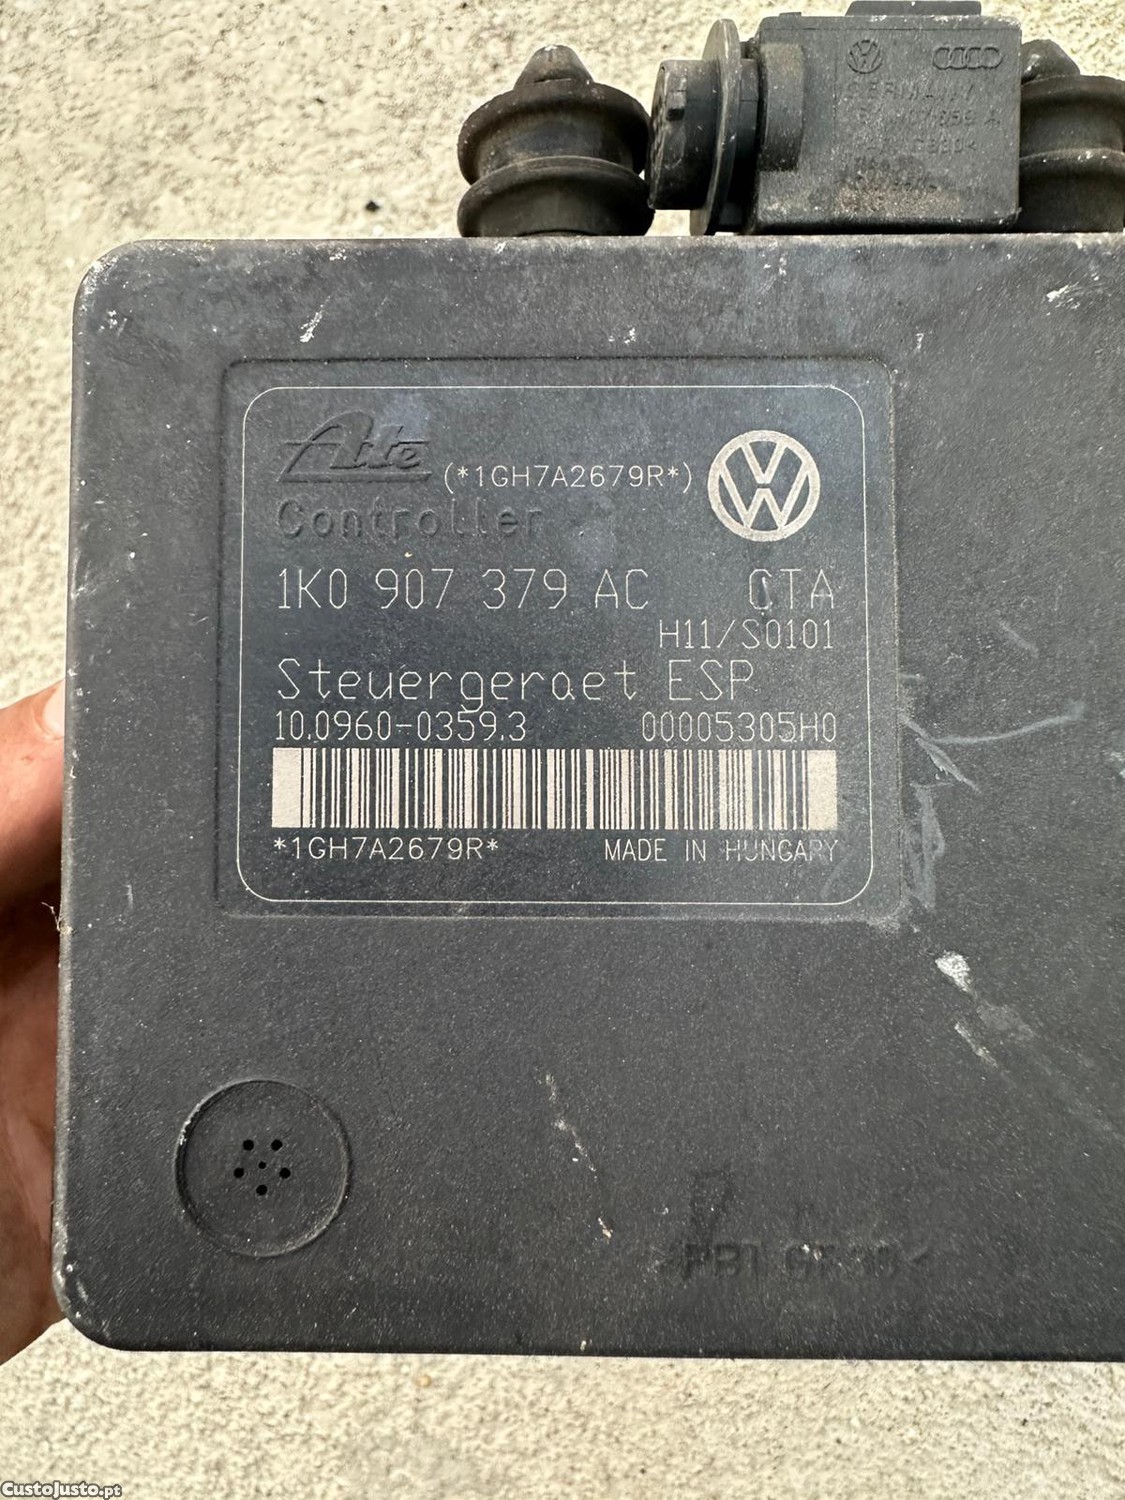 Ate
(*1GH7A2679R*)
Controller
1K0 907 379 AC CTA
H11/S0101
Steuergeraet ESP
10.0960-0359.3 00005305H0
*1GH7A2679R*
MADE IN HUNGARY
CustoJusto.pt